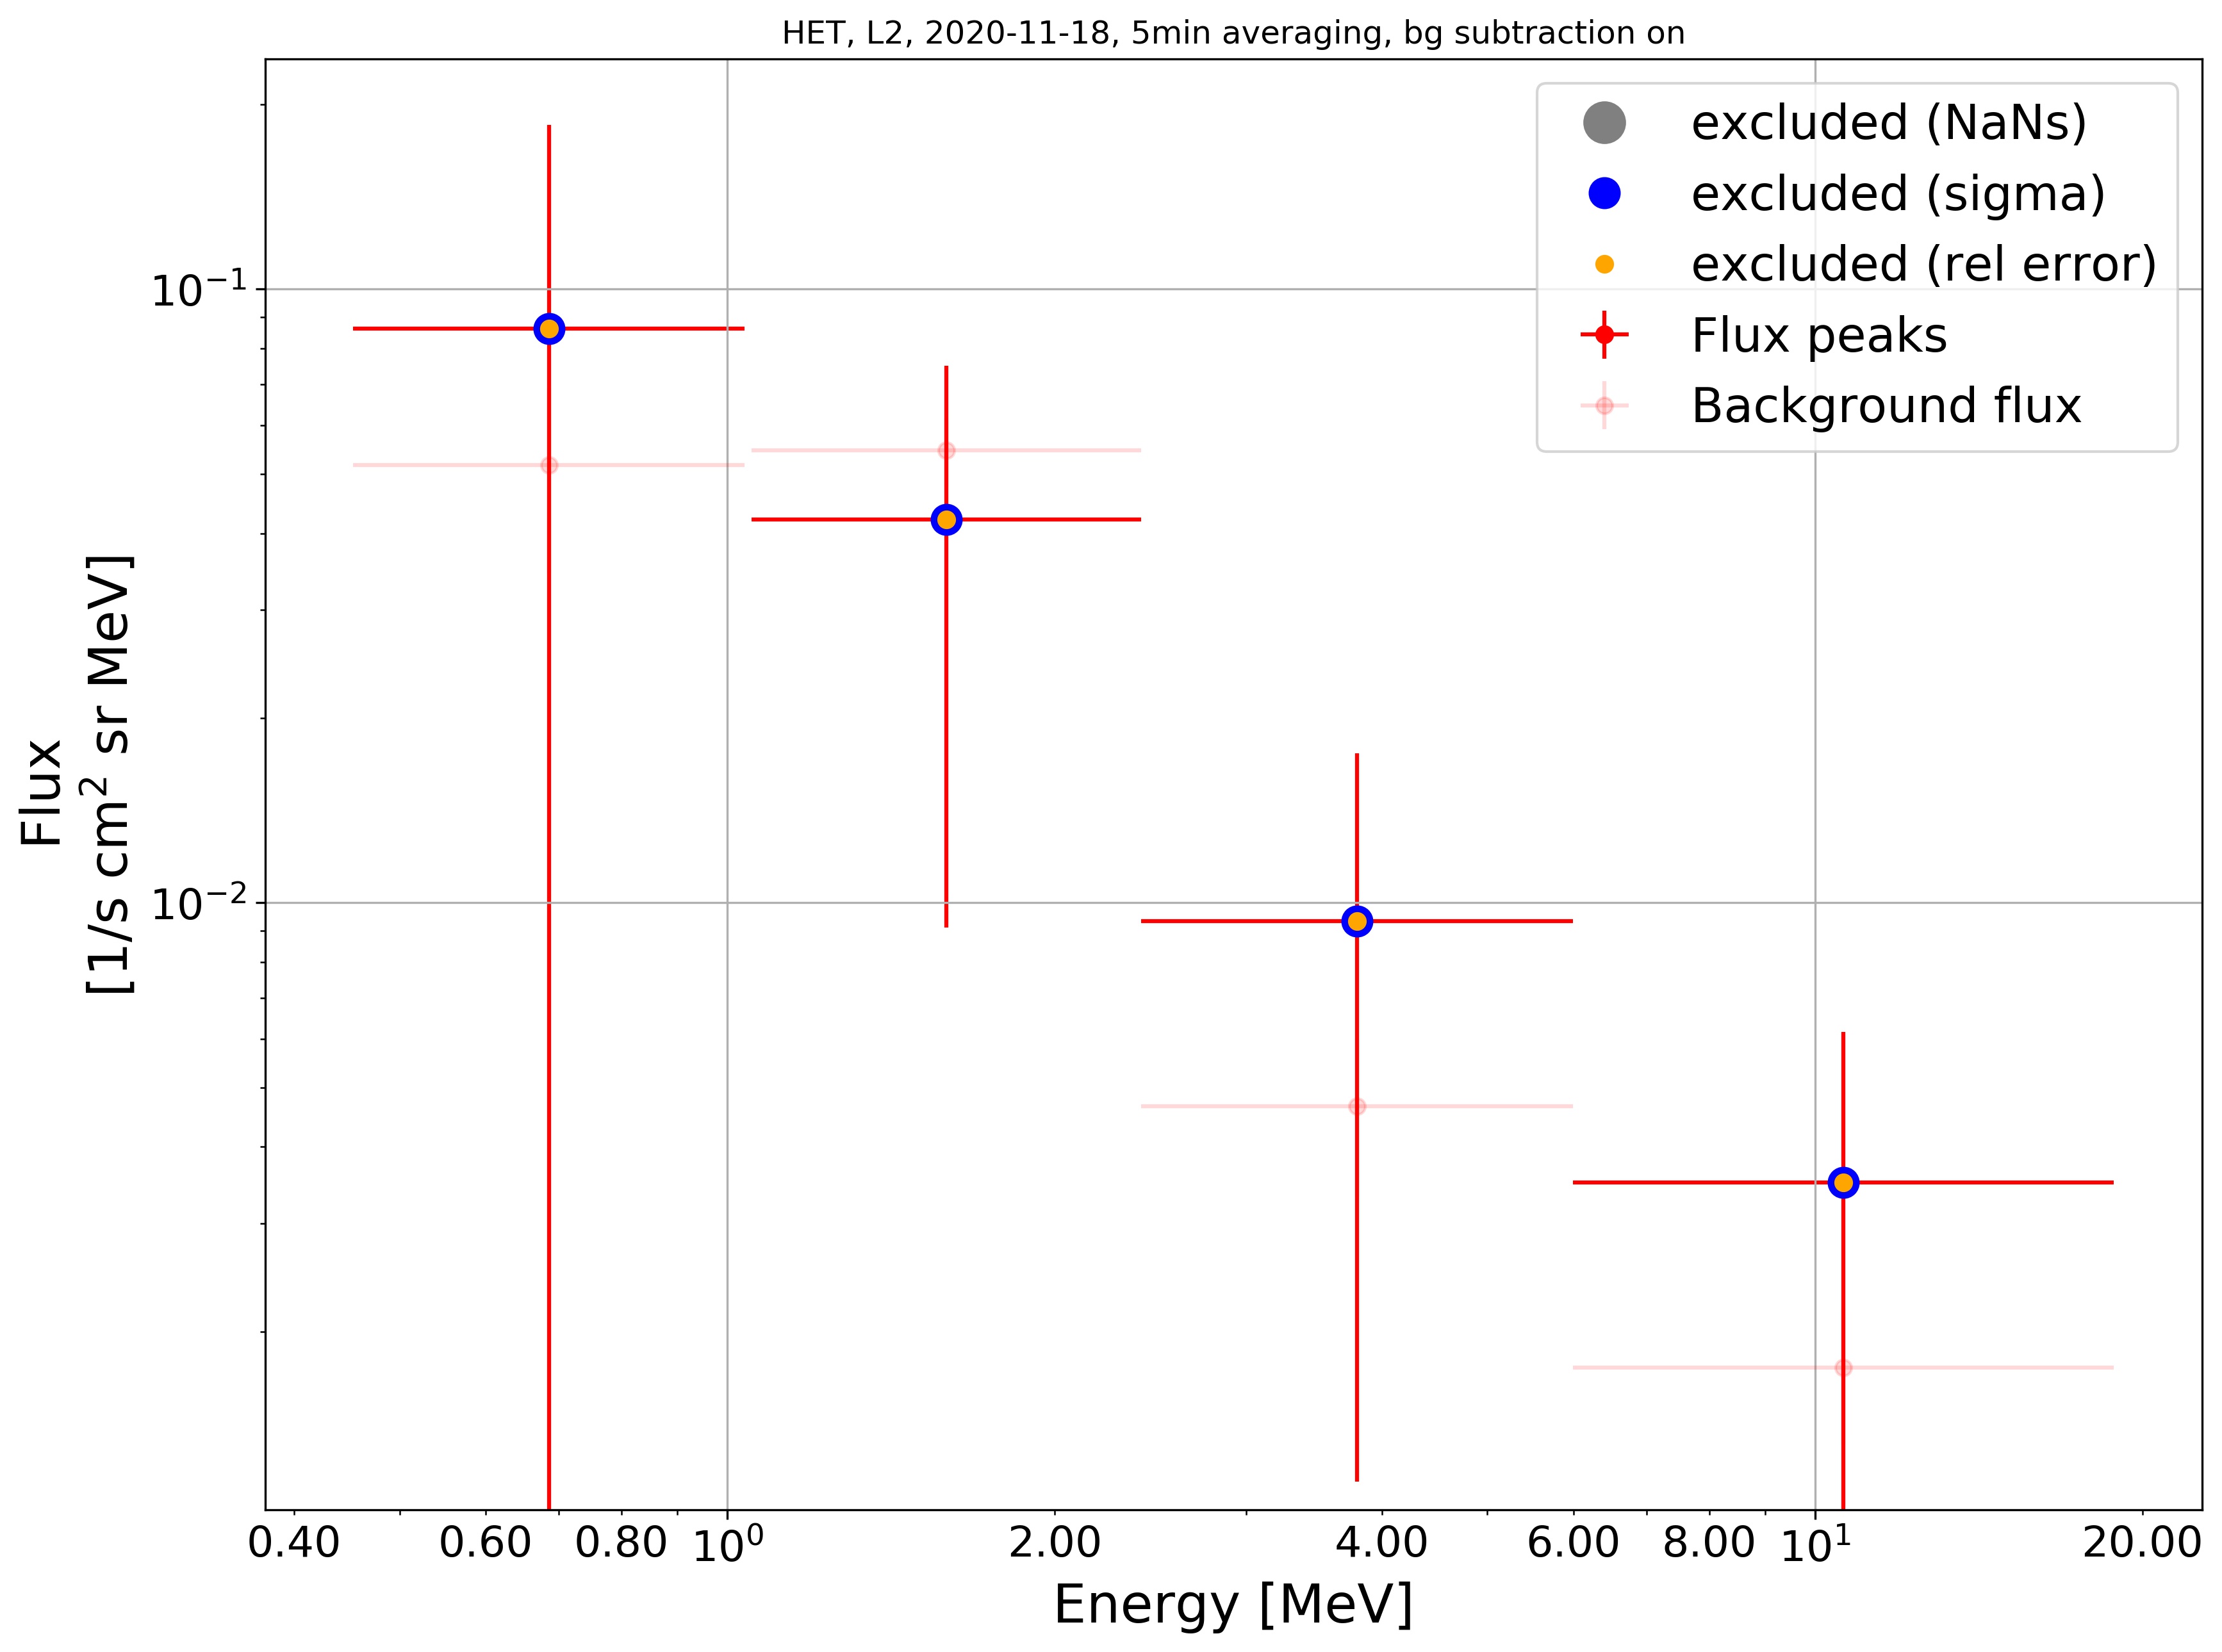 HET, L2, 2020-11-18, 5min averaging, bg subtraction on
excluded (NaNs)
excluded (sigma)
excluded (rel error)
Flux peaks
Background flux
10⁻¹
10⁻²
Flux
[1/s cm² sr MeV]
0.40 0.60 0.80 10⁰ 2.00 4.00 6.00 8.00 10¹ 20.00
Energy [MeV]